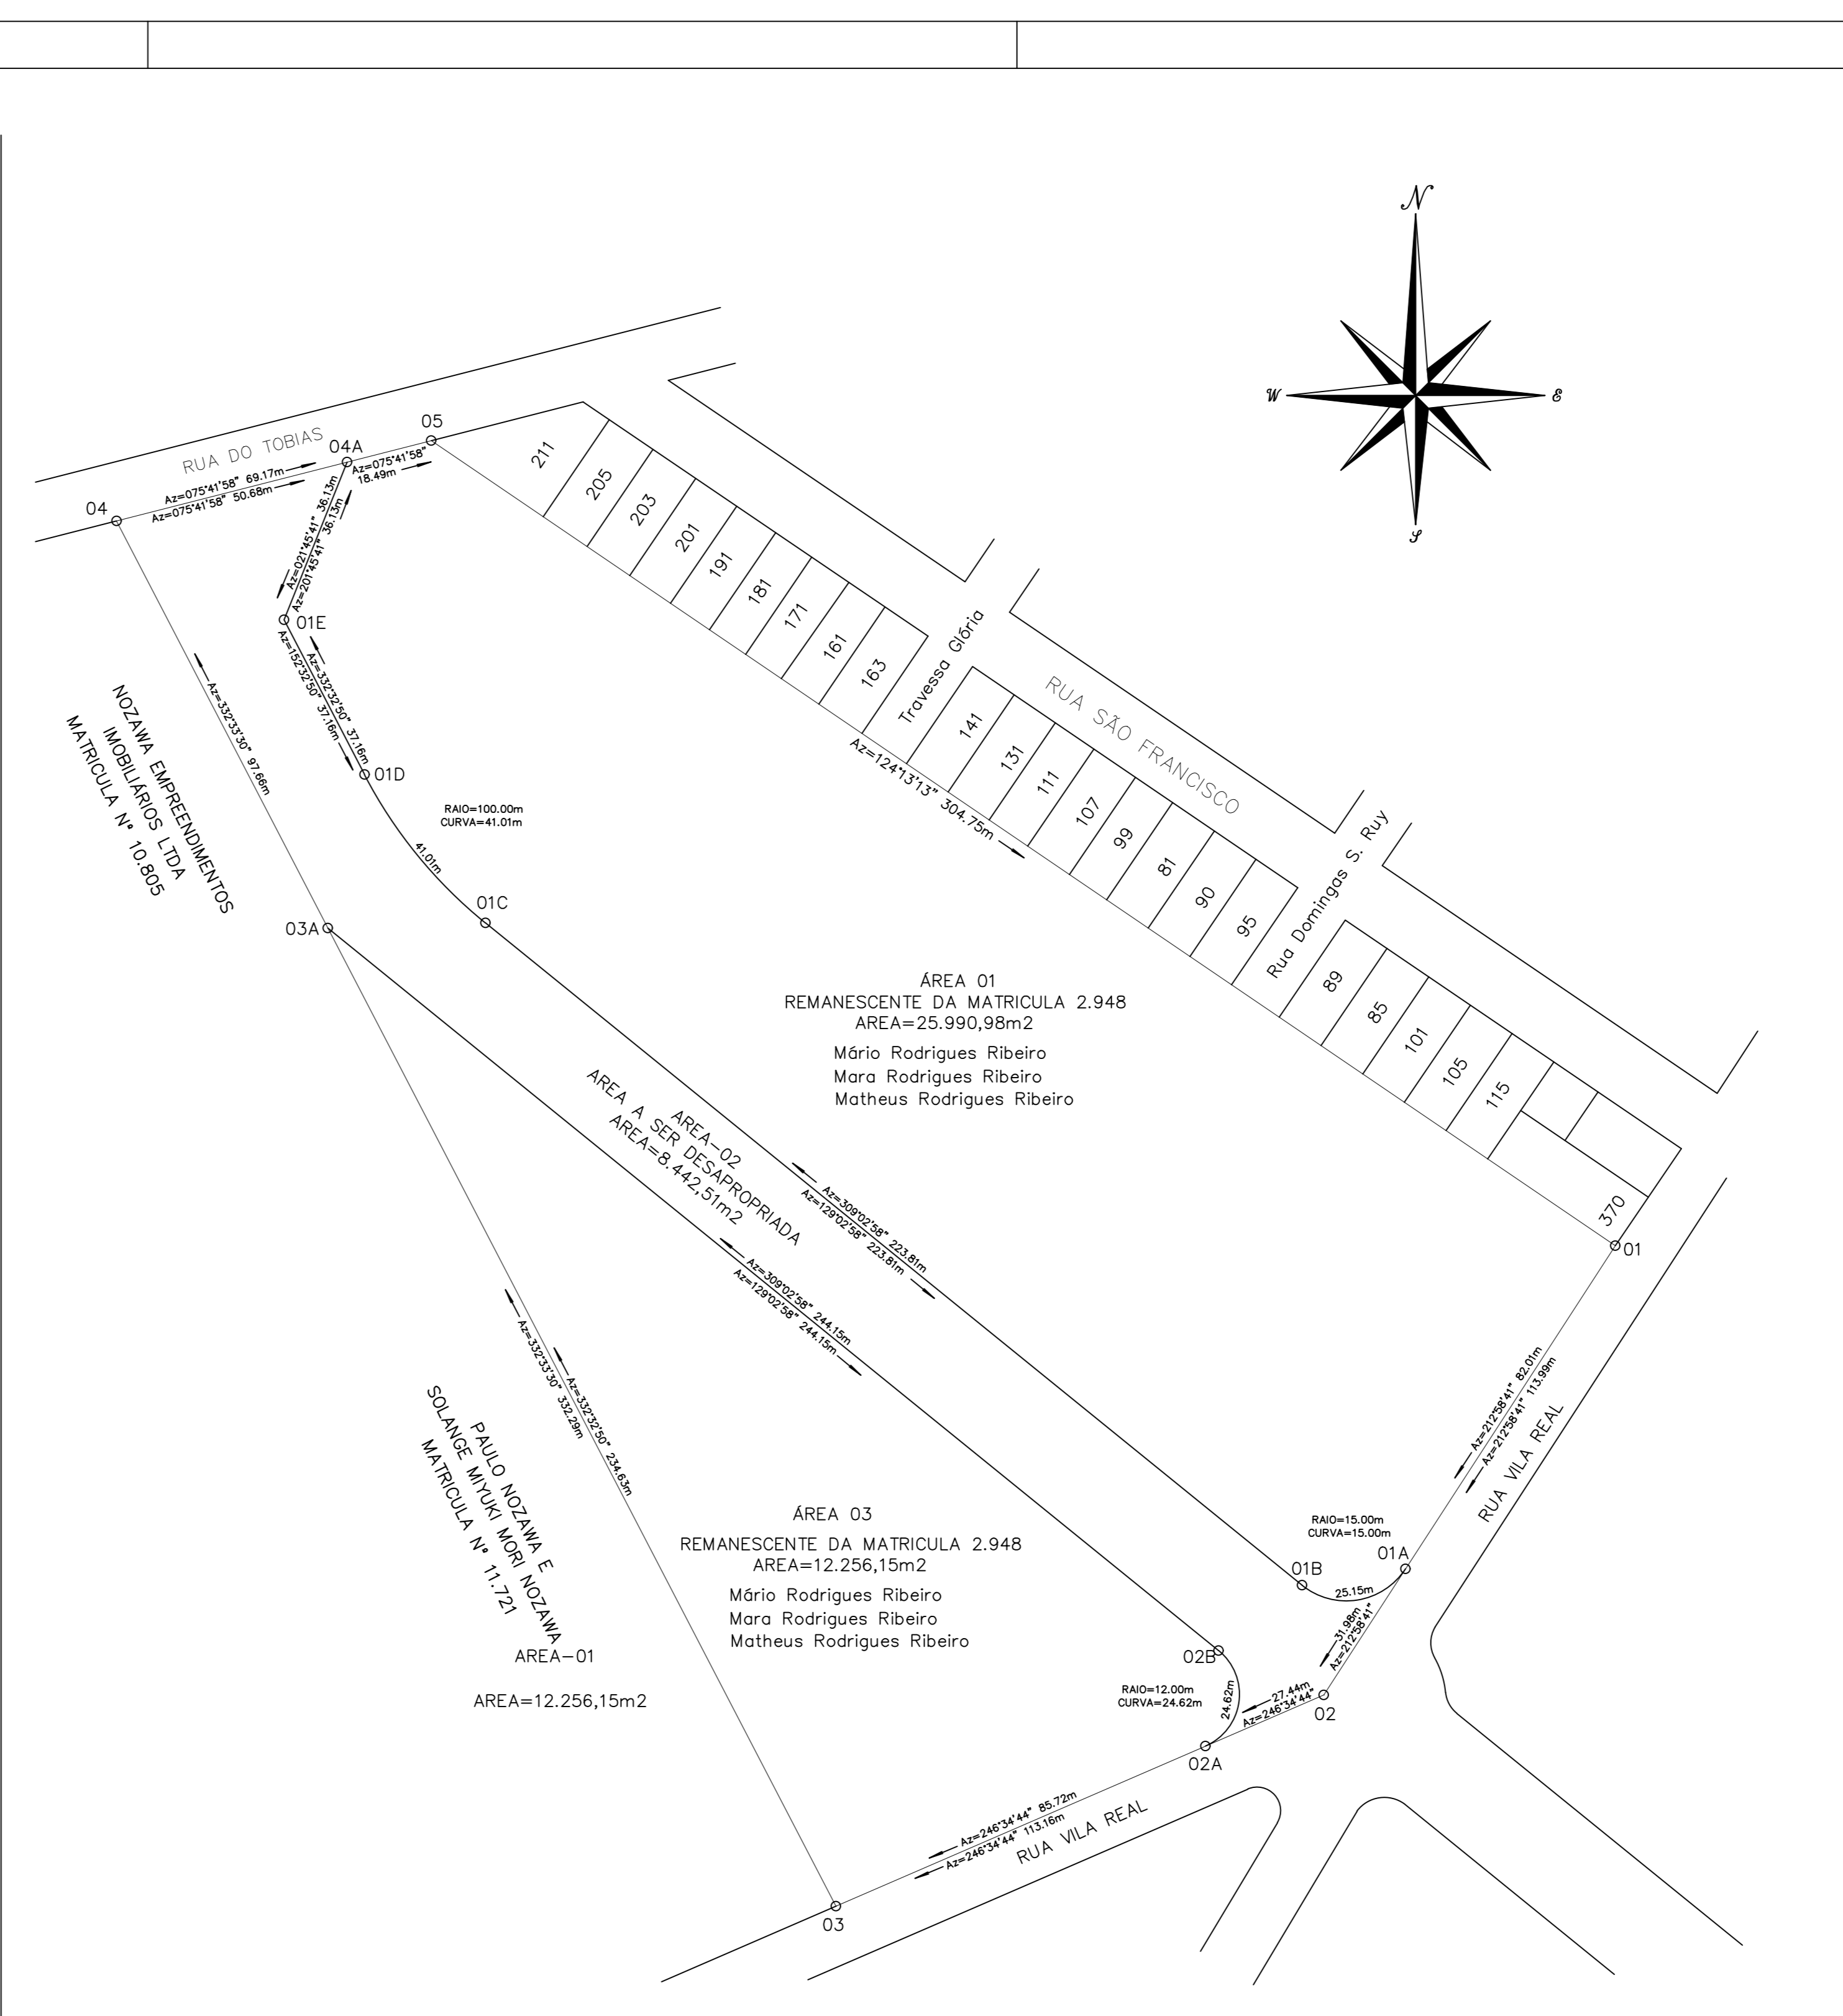 N
W
E
S
RUA DO TOBIAS
04
04A
05
Az=075°41'58" 69.17m
Az=075°41'58" 50.68m
Az=075°41'58"
18.49m
Az=021°45'41" 36.13m
Az=201°45'41" 36.13m
01E
Az=152°32'50" 37.16m
Az=332°32'50" 37.16m
01D
RAIO=100.00m
CURVA=41.01m
41.01m
01C
03A
Az=332°33'30" 97.66m
NOZAWA EMPREENDIMENTOS
IMOBILIÁRIOS LTDA
MATRICULA Nº 10.805
211
205
203
201
191
181
171
161
163
Travessa Glória
141
131
111
107
99
81
90
95
RUA SÃO FRANCISCO
Rua Domingas S. Ruy
89
85
101
105
115
370
01
Az=124°13'13" 304.75m
ÁREA 01
REMANESCENTE DA MATRICULA 2.948
AREA=25.990,98m2
Mário Rodrigues Ribeiro
Mara Rodrigues Ribeiro
Matheus Rodrigues Ribeiro
AREA-02
AREA A SER DESAPROPRIADA
AREA=8.442,51m2
Az=309°02'58" 223.81m
Az=129°02'58" 223.81m
Az=309°02'58" 244.15m
Az=129°02'58" 244.15m
Az=212°58'41" 82.01m
Az=212°58'41" 113.99m
RUA VILA REAL
Az=332°33'30" 332.29m
Az=332°32'50" 234.63m
PAULO NOZAWA E
SOLANGE MIYUKI MORI NOZAWA
MATRICULA Nº 11.721
AREA-01
AREA=12.256,15m2
ÁREA 03
REMANESCENTE DA MATRICULA 2.948
AREA=12.256,15m2
Mário Rodrigues Ribeiro
Mara Rodrigues Ribeiro
Matheus Rodrigues Ribeiro
RAIO=15.00m
CURVA=15.00m
01A
01B
25.15m
31.98m
Az=212°58'41"
02B
RAIO=12.00m
CURVA=24.62m
24.62m
27.44m
Az=246°34'44"
02
02A
Az=246°34'44" 85.72m
Az=246°34'44" 113.16m
RUA VILA REAL
03